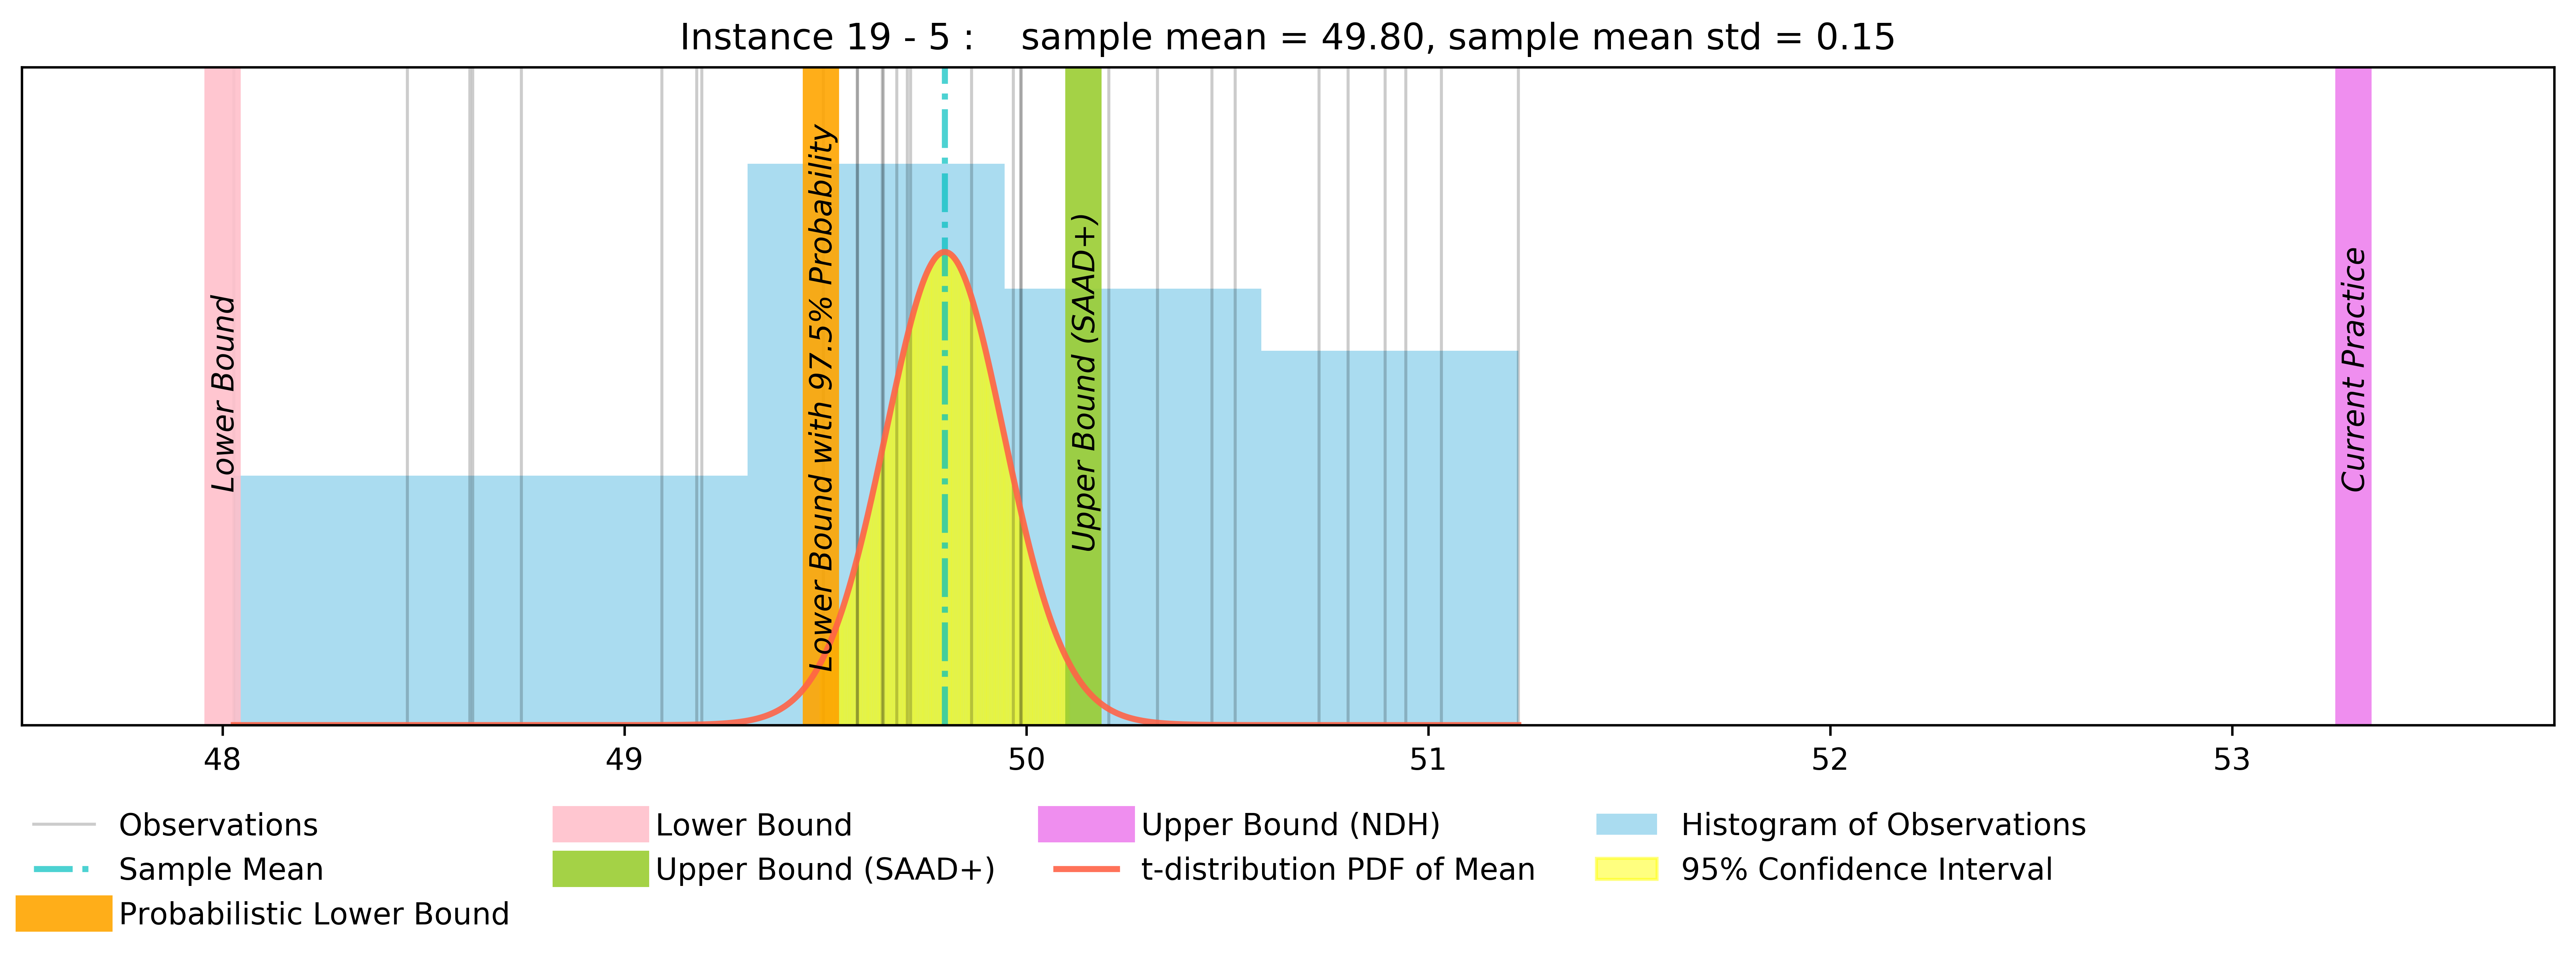 Instance 19 - 5 :    sample mean = 49.80, sample mean std = 0.15
Lower Bound
Lower Bound with 97.5% Probability
Upper Bound (SAAD+)
Current Practice
48 49 50 51 52 53
Observations
Sample Mean
Probabilistic Lower Bound
Lower Bound
Upper Bound (SAAD+)
Upper Bound (NDH)
t-distribution PDF of Mean
Histogram of Observations
95% Confidence Interval